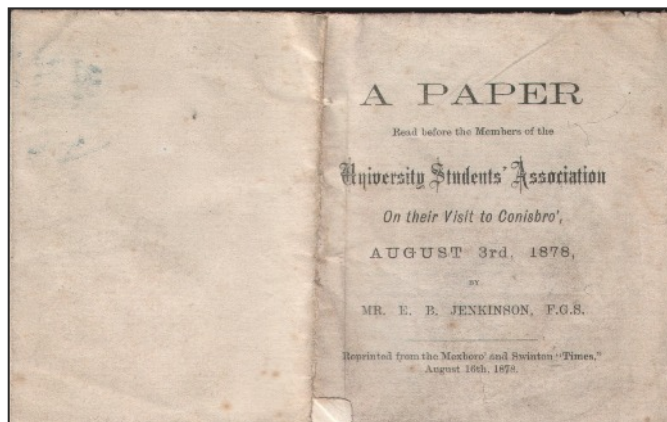 A PAPER
Read before the Members of the
University Students' Association
On their Visit to Conisbro',
AUGUST 3rd, 1878,
BY
MR. E. B. JENKINSON, F.G.S.
Reprinted from the Mexboro' and Swinton "Times,"
August 16th, 1878.